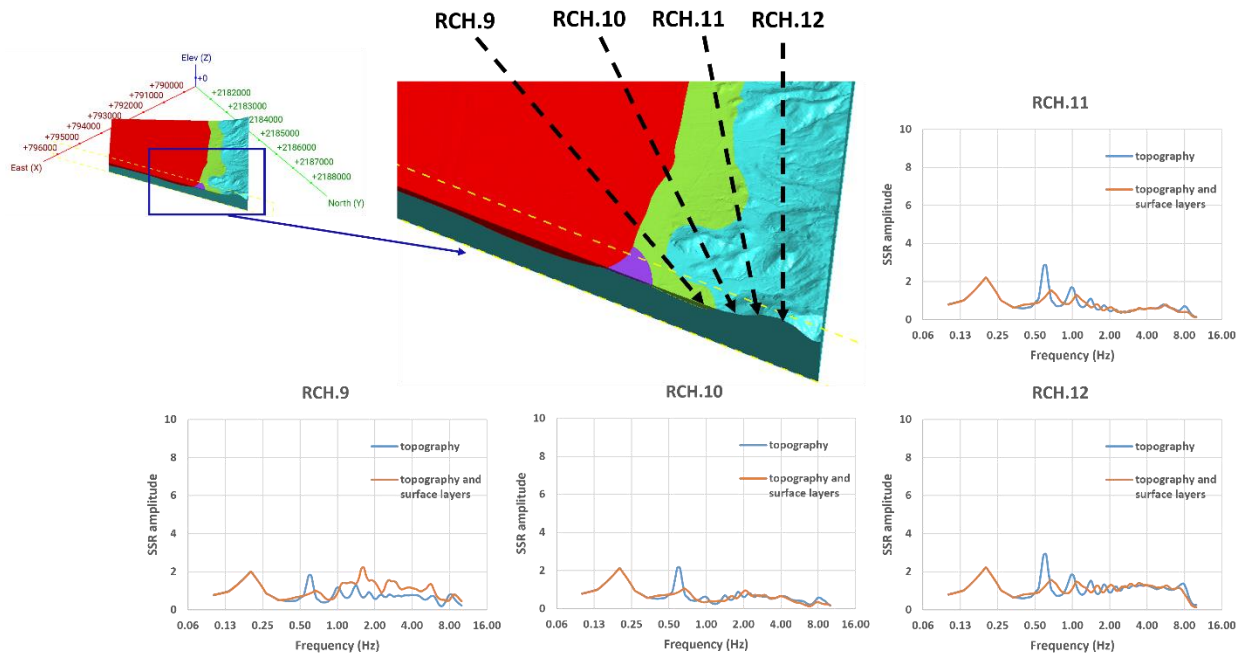 RCH.9 RCH.10 RCH.11 RCH.12
Elev (Z)
+0
+790000
+791000
+792000
+793000
+794000
+795000
+796000
East (X)
+2182000
+2183000
+2184000
+2185000
+2186000
+2187000
+2188000
North (Y)
RCH.11
SSR amplitude
10
8
6
4
2
0
topography
topography and
surface layers
0.06 0.13 0.25 0.50 1.00 2.00 4.00 8.00 16.00
Frequency (Hz)
RCH.9
SSR amplitude
10
8
6
4
2
0
topography
topography and
surface layers
0.06 0.13 0.25 0.50 1.00 2.00 4.00 8.00 16.00
Frequency (Hz)
RCH.10
SSR amplitude
10
8
6
4
2
0
topography
topography and
surface layers
0.06 0.13 0.25 0.50 1.00 2.00 4.00 8.00 16.00
Frequency (Hz)
RCH.12
SSR amplitude
10
8
6
4
2
0
topography
topography and
surface layers
0.06 0.13 0.25 0.50 1.00 2.00 4.00 8.00 16.00
Frequency (Hz)